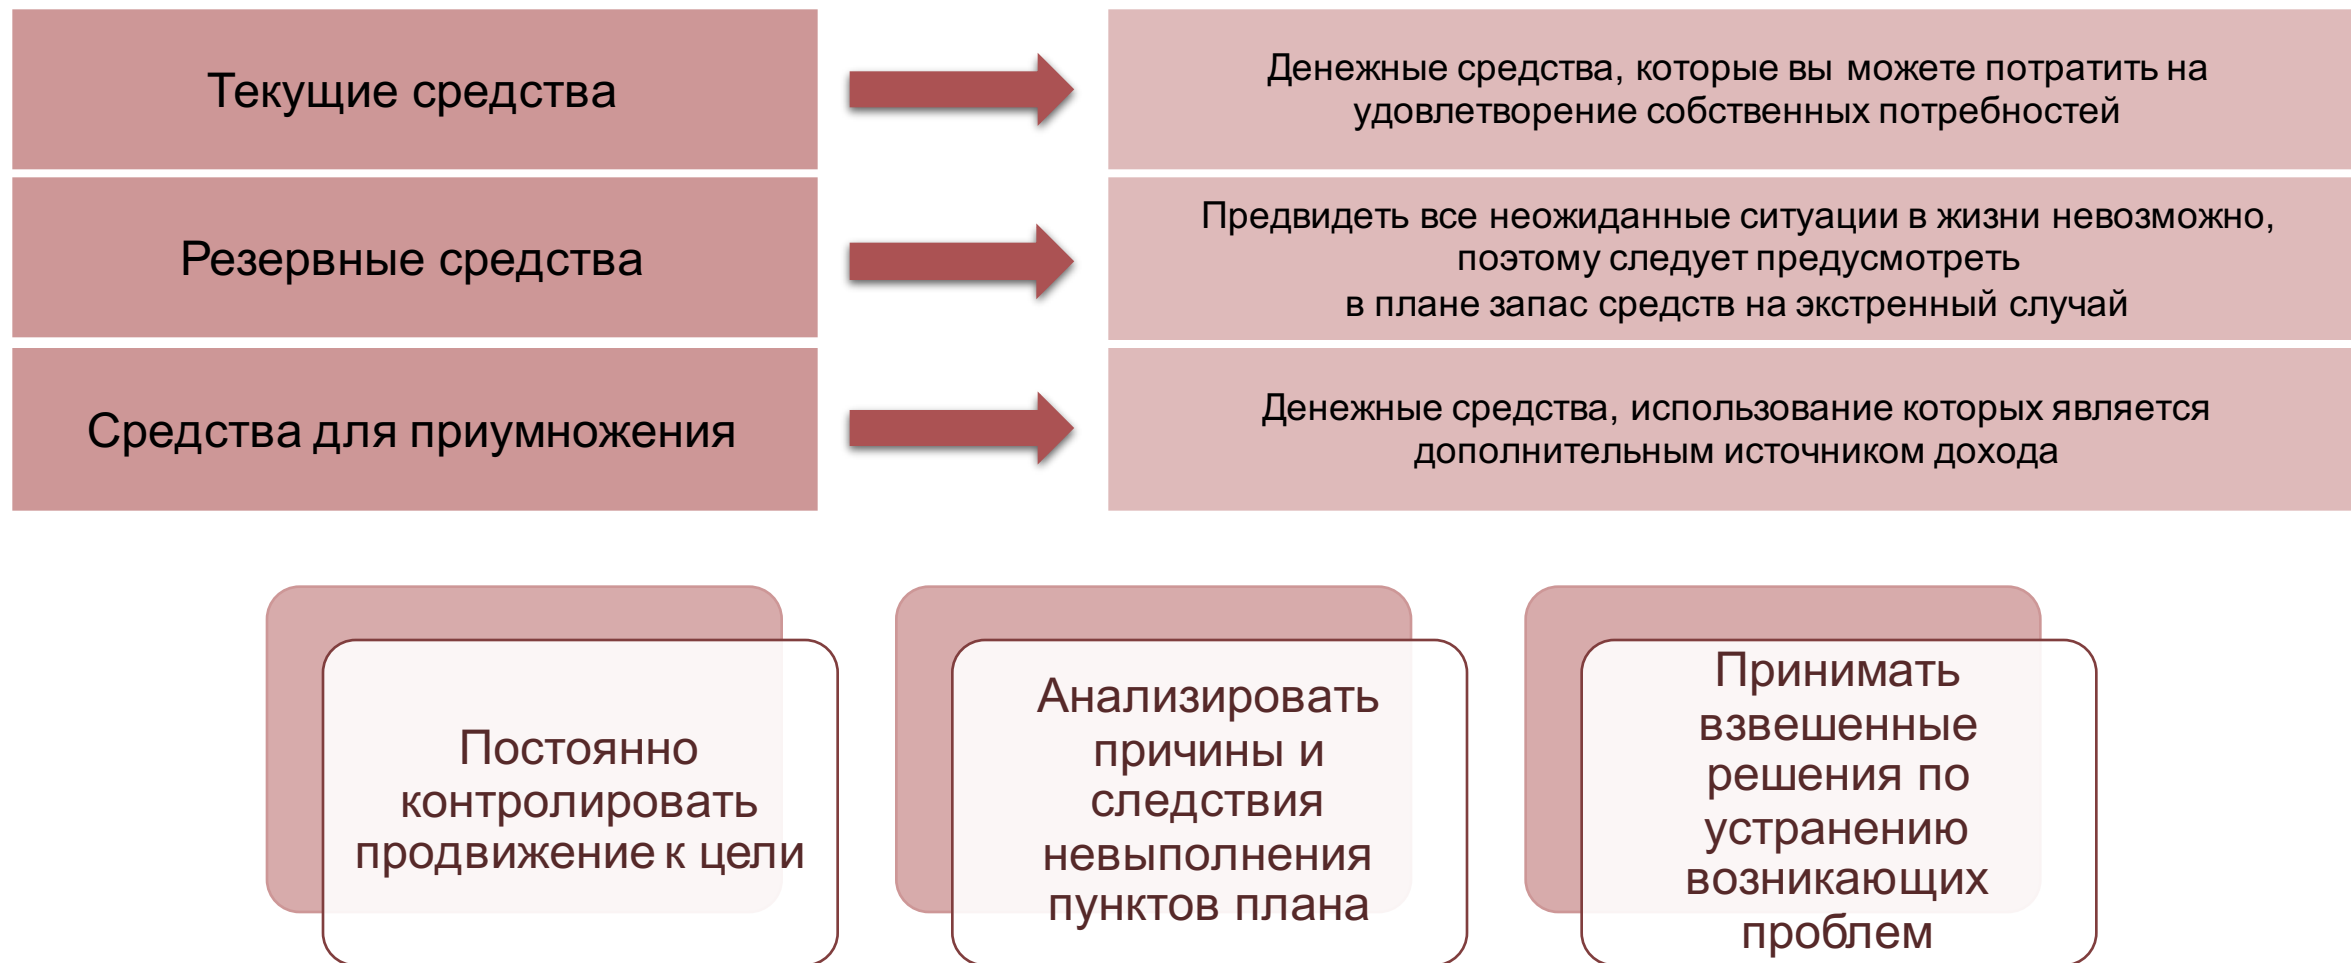 Текущие средства
Денежные средства, которые вы можете потратить на
удовлетворение собственных потребностей
Резервные средства
Предвидеть все неожиданные ситуации в жизни невозможно,
поэтому следует предусмотреть
в плане запас средств на экстренный случай
Средства для приумножения
Денежные средства, использование которых является
дополнительным источником дохода
Постоянно
контролировать
продвижение к цели
Анализировать
причины и
следствия
невыполнения
пунктов плана
Принимать
взвешенные
решения по
устранению
возникающих
проблем